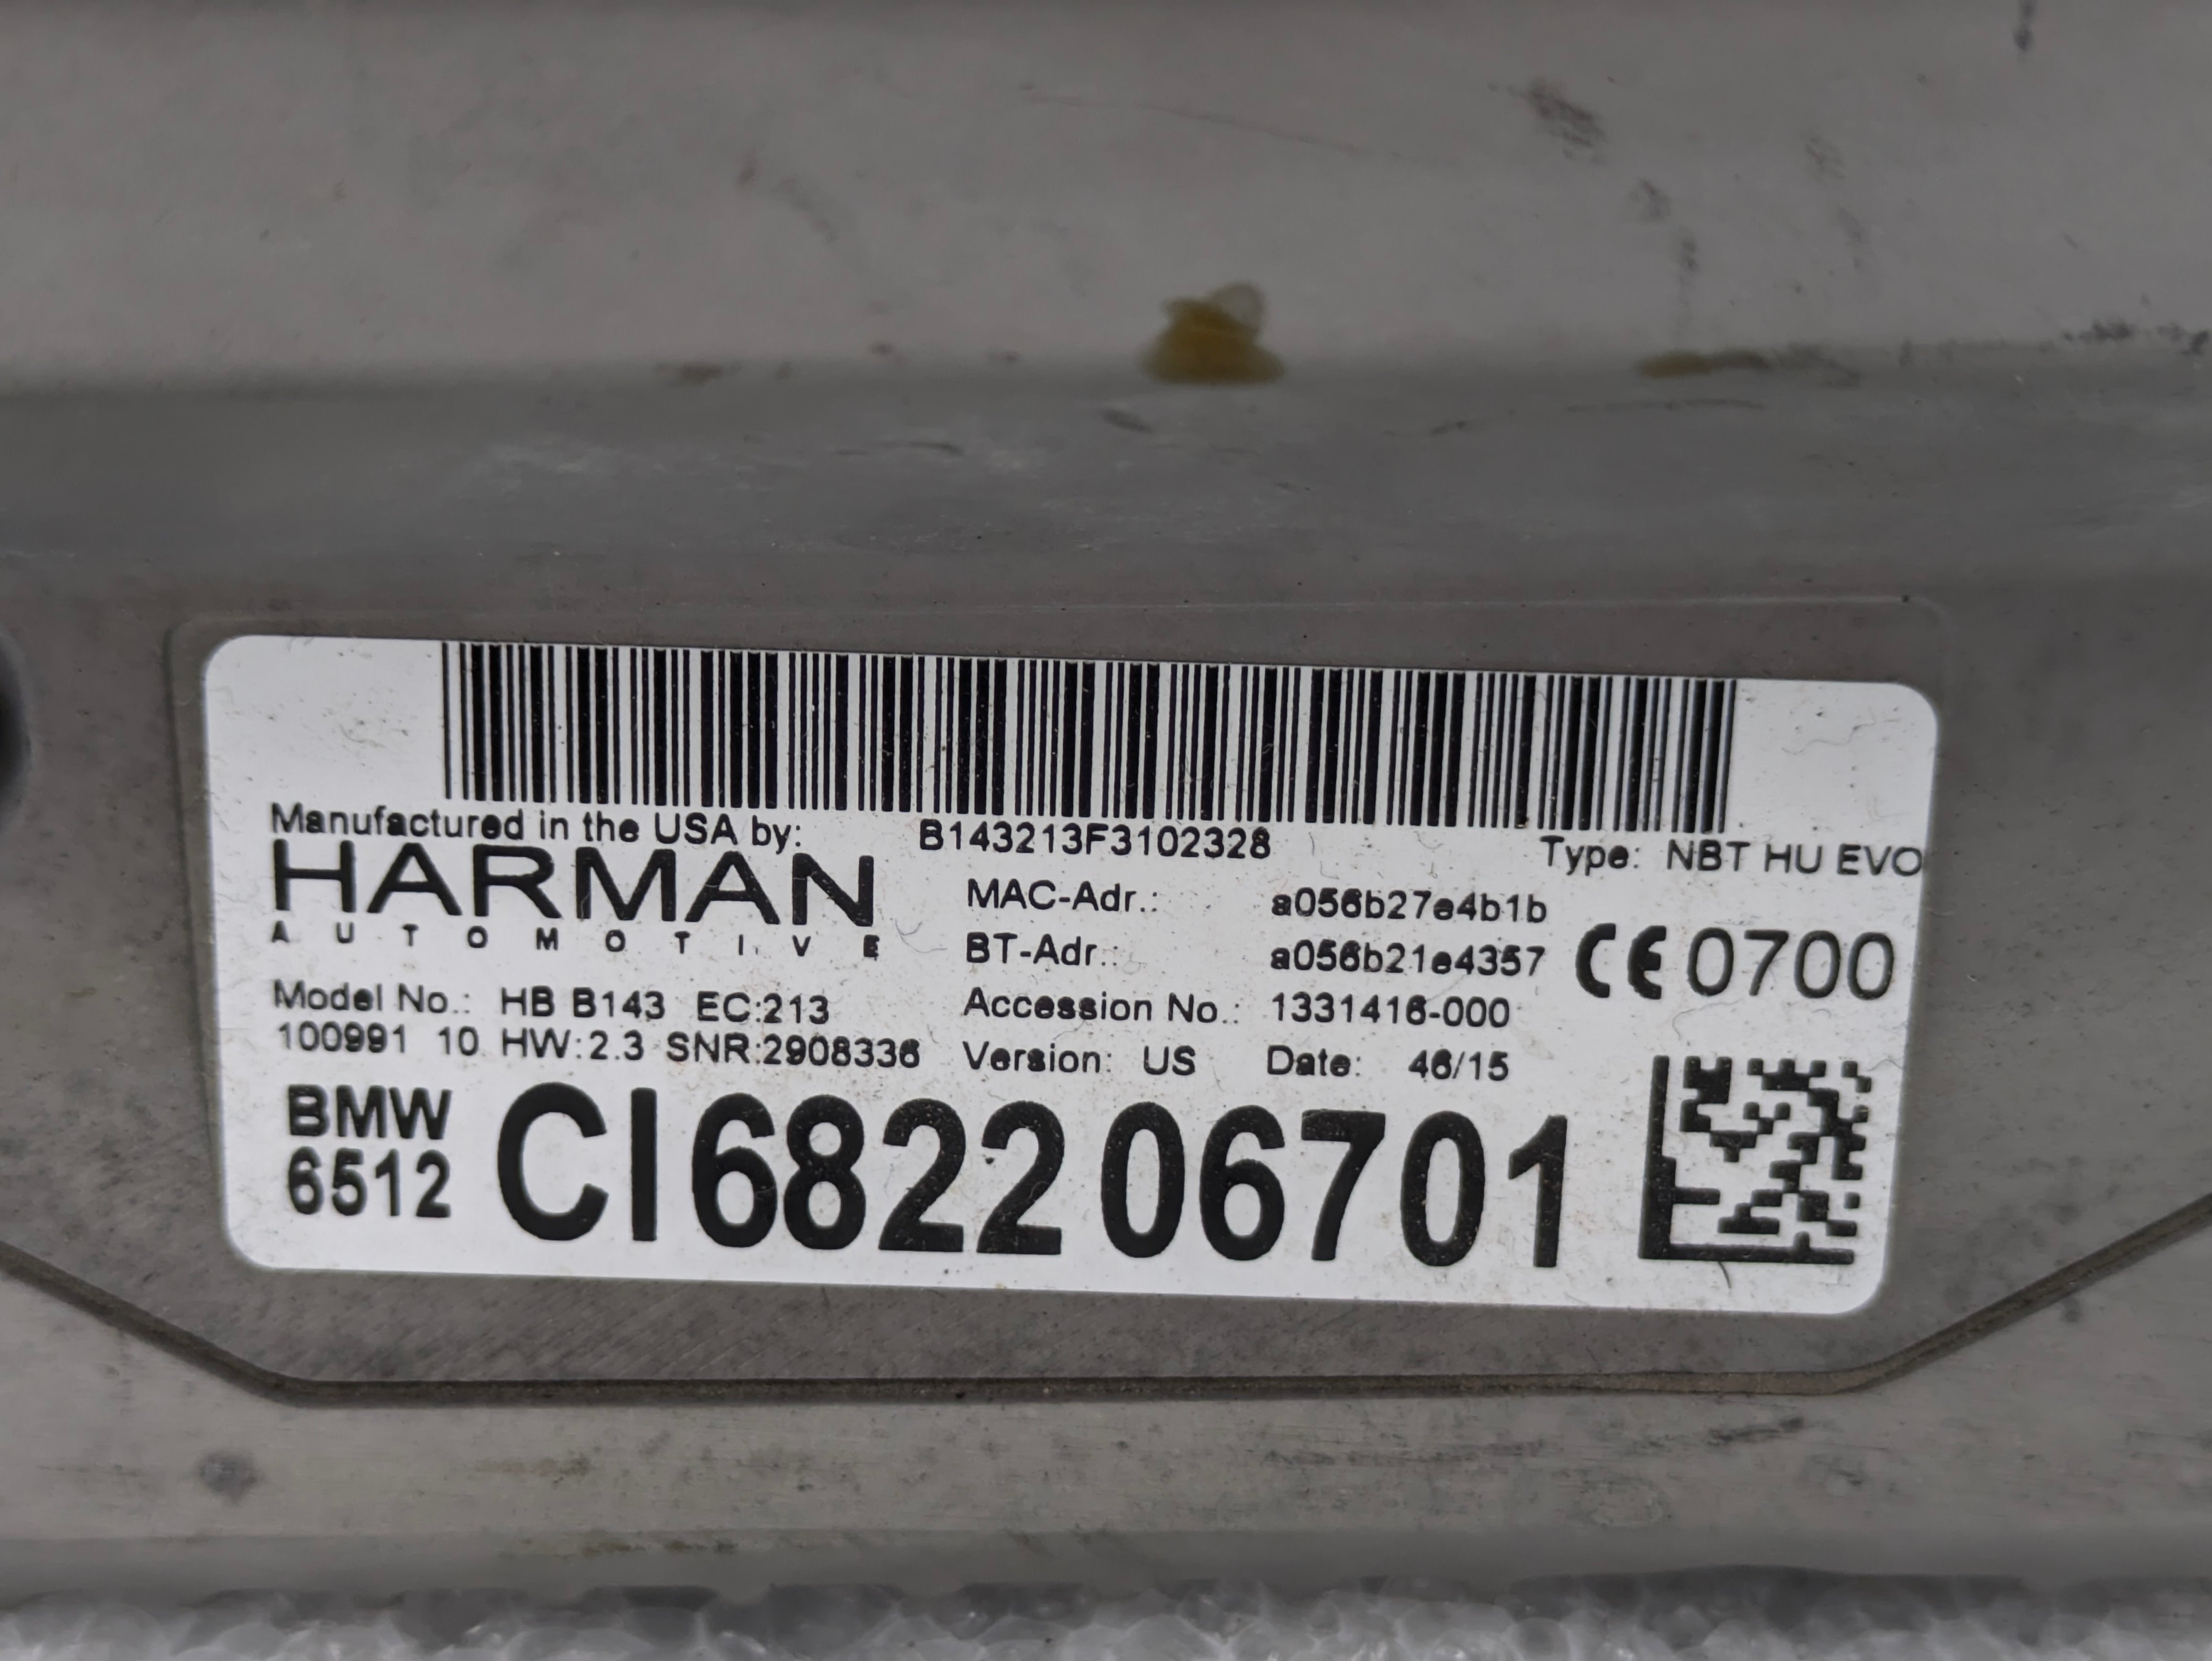 Manufactured in the USA by: B143213F3102328 Type: NBT HU EVO
HARMAN
AUTOMOTIVE
MAC-Adr.: a056b27e4b1b
BT-Adr.: a056b21e4357 CE 0700
Model No.: HB B143 EC:213 Accession No.: 1331416-000
100991 10 HW:2.3 SNR:2908336 Version: US Date: 46/15
BMW
6512 CI682206701